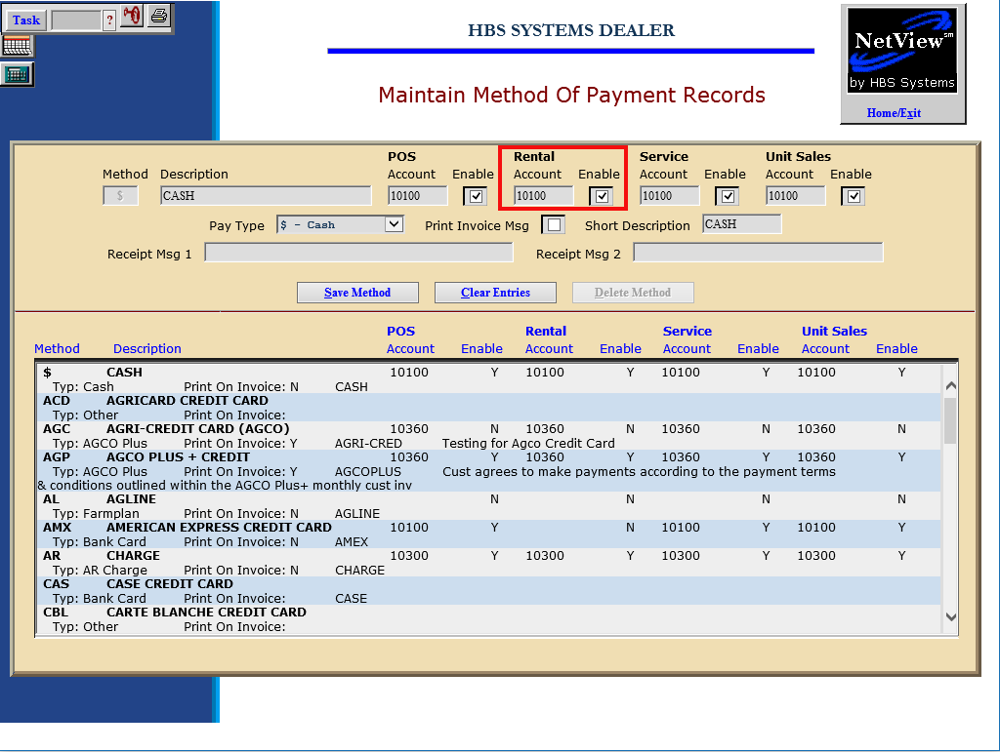 Task ?
HBS SYSTEMS DEALER
NetView℠
by HBS Systems
Home/Exit
Maintain Method Of Payment Records
POS Rental Service Unit Sales
Method Description Account Enable Account Enable Account Enable Account Enable
$ CASH 10100 10100 10100 10100
Pay Type $ - Cash Print Invoice Msg Short Description CASH
Receipt Msg 1 Receipt Msg 2
Save Method Clear Entries Delete Method
POS Rental Service Unit Sales
Method Description Account Enable Account Enable Account Enable Account Enable
$ CASH 10100 Y 10100 Y 10100 Y 10100 Y
Typ: Cash Print On Invoice: N CASH
ACD AGRICARD CREDIT CARD
Typ: Other Print On Invoice:
AGC AGRI-CREDIT CARD (AGCO) 10360 N 10360 N 10360 N 10360 N
Typ: AGCO Plus Print On Invoice: Y AGRI-CRED Testing for Agco Credit Card
AGP AGCO PLUS + CREDIT 10360 Y 10360 Y 10360 Y 10360 Y
Typ: AGCO Plus Print On Invoice: Y AGCOPLUS Cust agrees to make payments according to the payment terms
& conditions outlined within the AGCO Plus+ monthly cust inv
AL AGLINE N N N N
Typ: Farmplan Print On Invoice: N AGLINE
AMX AMERICAN EXPRESS CREDIT CARD 10100 Y N 10100 Y 10100 Y
Typ: Bank Card Print On Invoice: N AMEX
AR CHARGE 10300 Y 10300 Y 10300 Y 10300 Y
Typ: AR Charge Print On Invoice: N CHARGE
CAS CASE CREDIT CARD
Typ: Bank Card Print On Invoice: CASE
CBL CARTE BLANCHE CREDIT CARD
Typ: Other Print On Invoice: